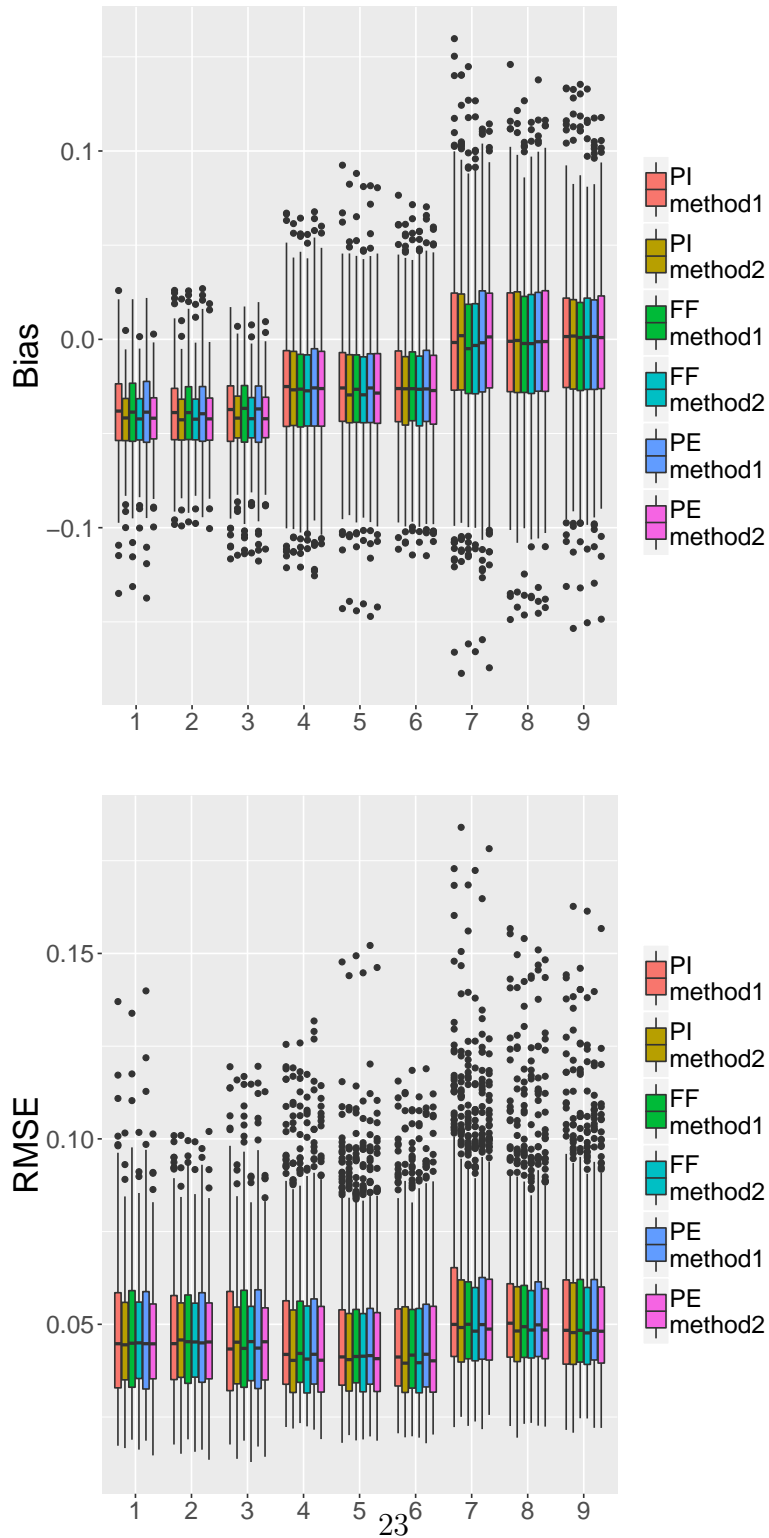 Bias
0.1
0.0
−0.1
1 2 3 4 5 6 7 8 9
PI
method1
PI
method2
FF
method1
FF
method2
PE
method1
PE
method2
RMSE
0.15
0.10
0.05
1 2 3 4 5 6 7 8 9
PI
method1
PI
method2
FF
method1
FF
method2
PE
method1
PE
method2
23